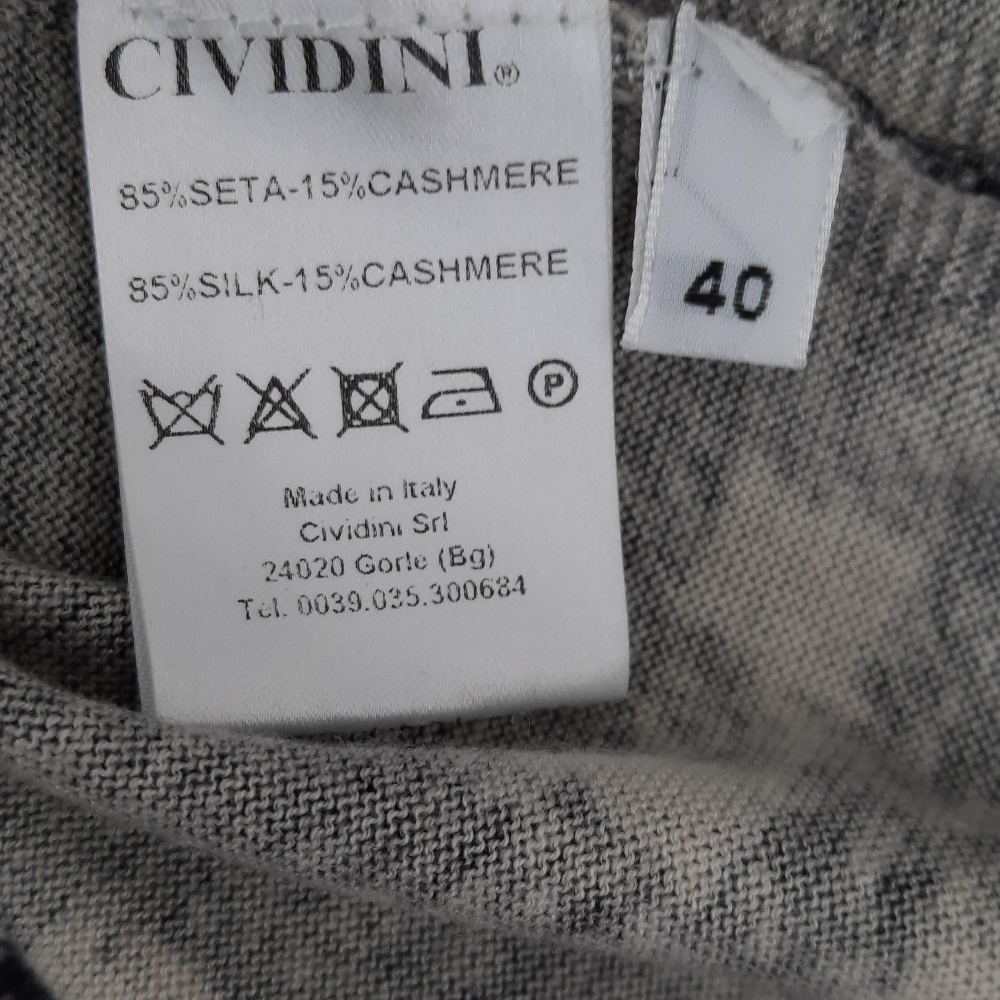 CIVIDINI®
85%SETA-15%CASHMERE
85%SILK-15%CASHMERE
P
Made in Italy
Cividini Srl
24020 Gorle (Bg)
Tel. 0039.035.300684
40